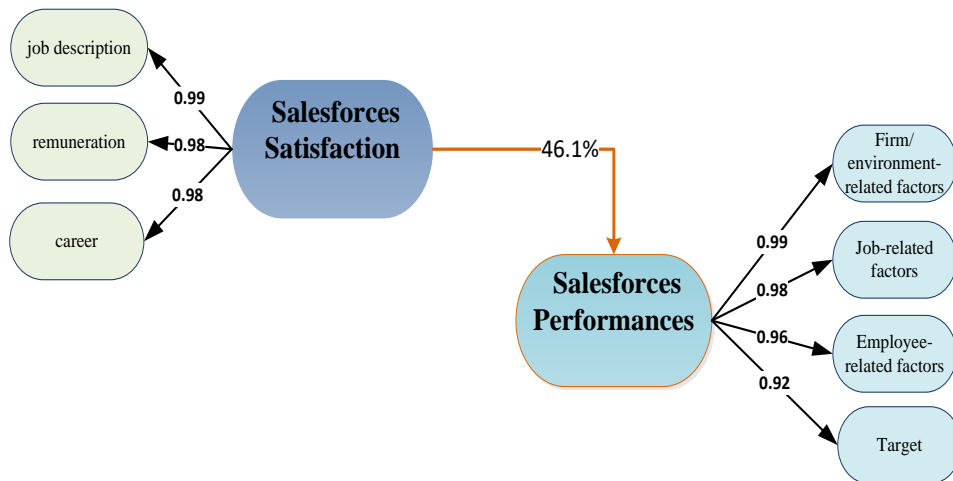 job description
remuneration
career
0.99
0.98
0.98
Salesforces
Satisfaction
46.1%
Salesforces
Performances
0.99
0.98
0.96
0.92
Firm/
environment-
related factors
Job-related
factors
Employee-
related factors
Target